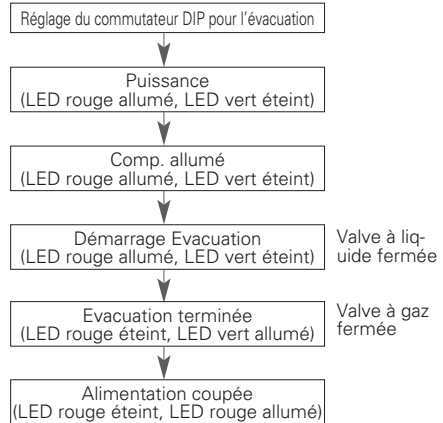 Réglage du commutateur DIP pour l'évacuation
Puissance
(LED rouge allumé, LED vert éteint)
Comp. allumé
(LED rouge allumé, LED vert éteint)
Démarrage Evacuation
(LED rouge allumé, LED vert éteint)
Valve à liq-
uide fermée
Evacuation terminée
(LED rouge éteint, LED vert allumé)
Valve à gaz
fermée
Alimentation coupée
(LED rouge éteint, LED rouge allumé)